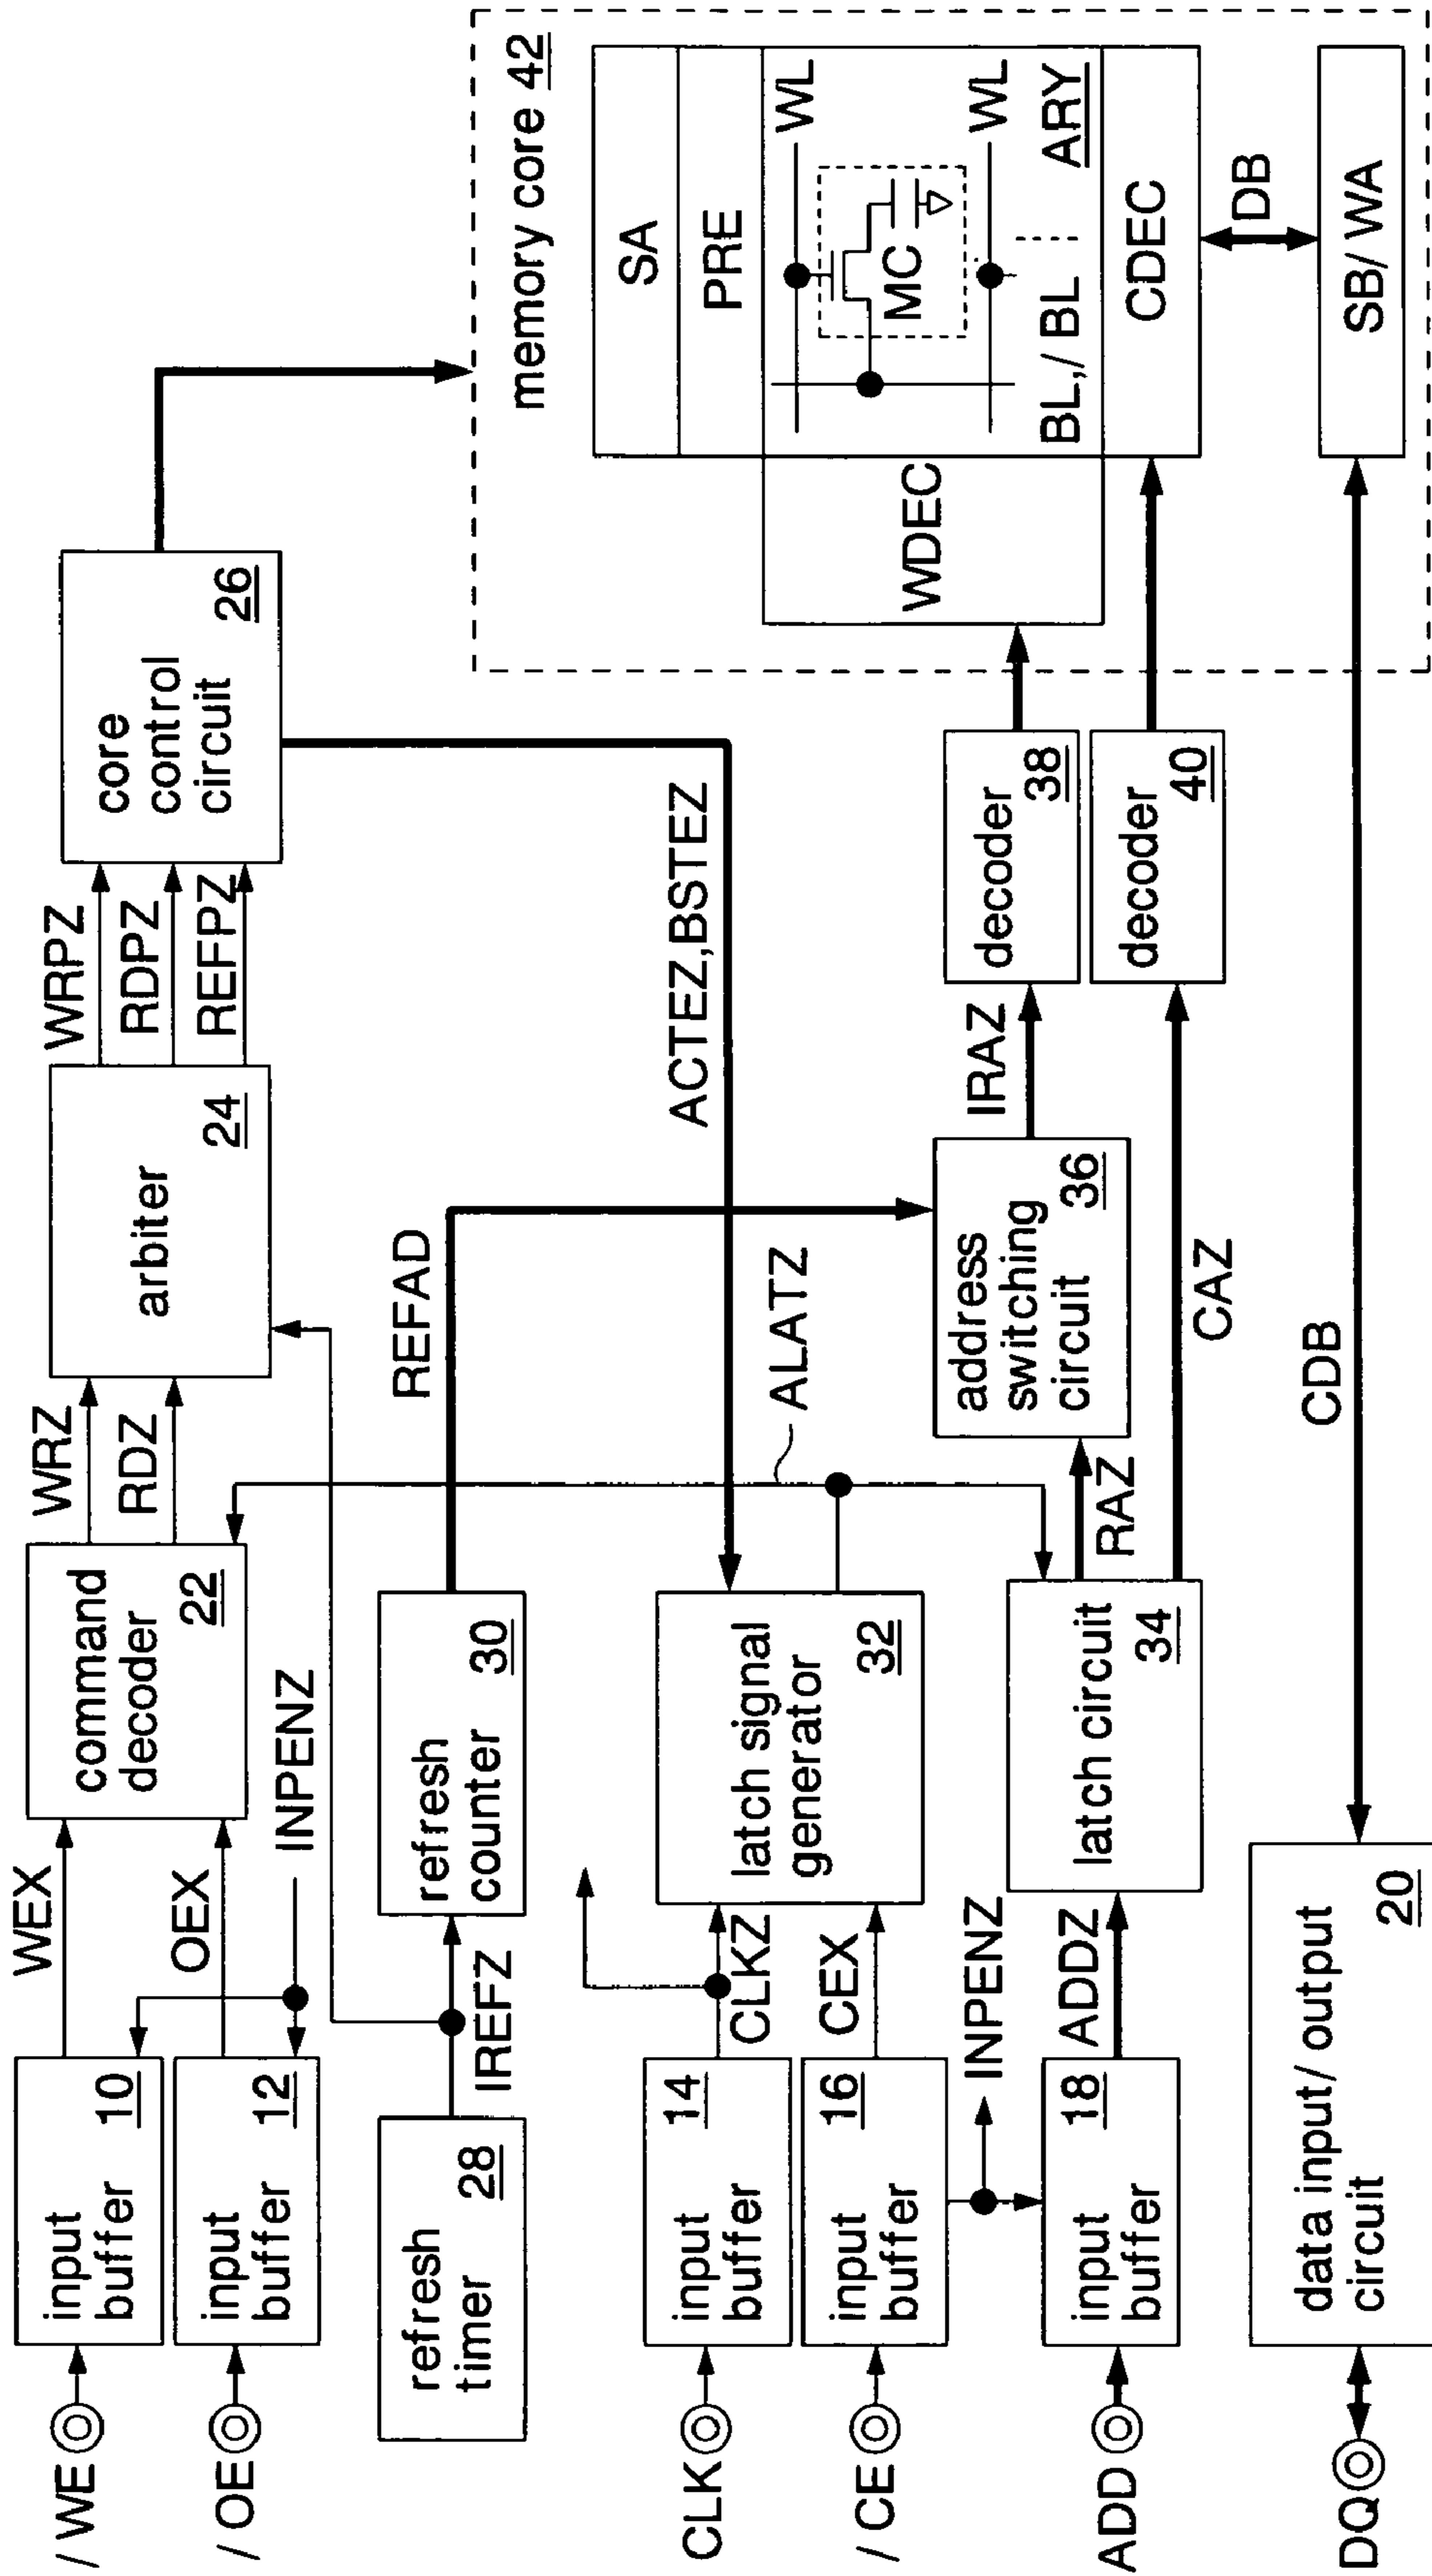 / WE
input
buffer
10
WEX
command
decoder
22
WRZ
RDZ
arbiter
24
WRPZ
RDPZ
REFPZ
core
control
circuit
26
/ OE
input
buffer
12
OEX
INPENZ
refresh
timer
28
IREFZ
refresh
counter
30
REFAD
CLK
input
buffer
14
CLKZ
latch signal
generator
32
ACTEZ,BSTEZ
ALATZ
/ CE
input
buffer
16
CEX
INPENZ
ADD
input
buffer
18
ADDZ
latch circuit
34
RAZ
address
switching
circuit
36
IRAZ
decoder
38
CAZ
decoder
40
DQ
data input/ output
circuit
20
CDB
memory core 42
SA
PRE
WDEC
WL
MC
WL
BL,/ BL
ARY
CDEC
DB
SB/ WA